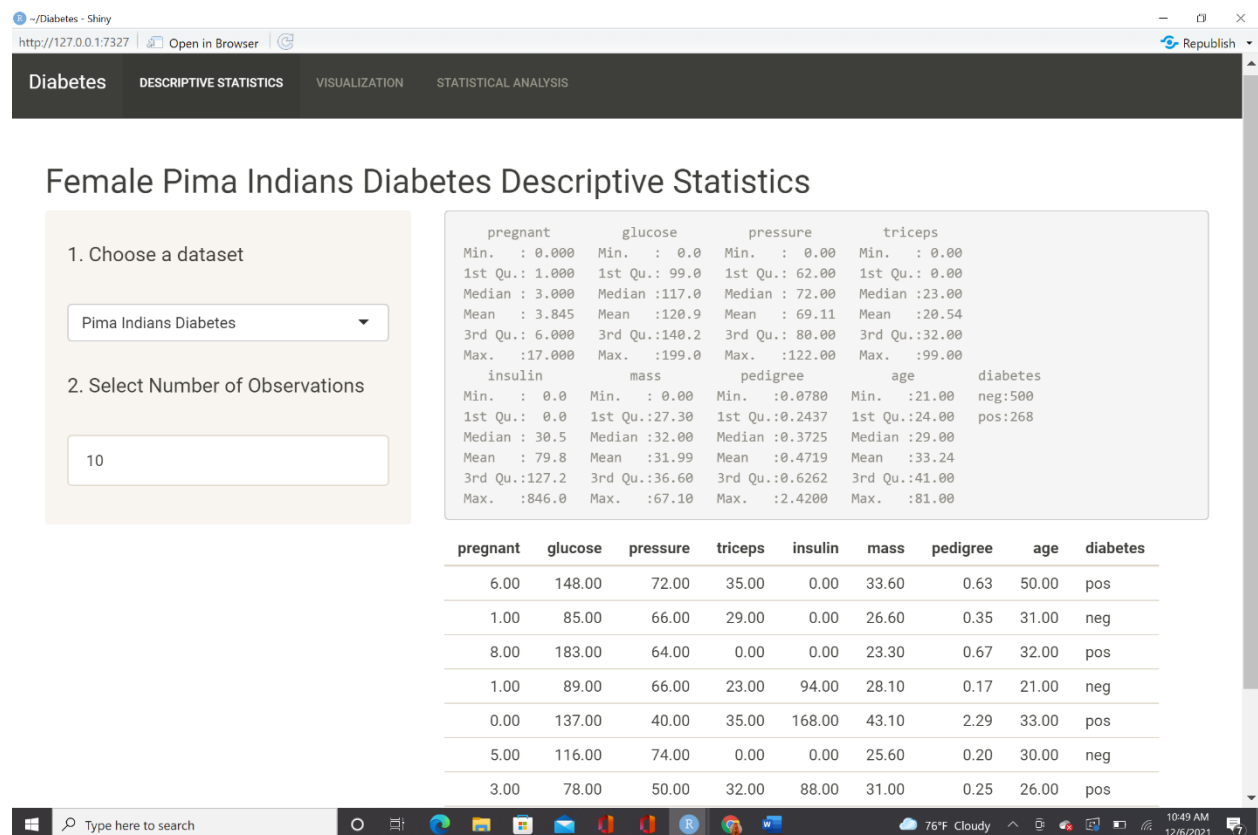 ~/Diabetes - Shiny
http://127.0.0.1:7327 Open in Browser Republish
Diabetes DESCRIPTIVE STATISTICS VISUALIZATION STATISTICAL ANALYSIS
Female Pima Indians Diabetes Descriptive Statistics
1. Choose a dataset
Pima Indians Diabetes
2. Select Number of Observations
10
pregnant glucose pressure triceps
Min. : 0.000 Min. : 0.0 Min. : 0.00 Min. : 0.00
1st Qu.: 1.000 1st Qu.: 99.0 1st Qu.: 62.00 1st Qu.: 0.00
Median : 3.000 Median :117.0 Median : 72.00 Median :23.00
Mean : 3.845 Mean :120.9 Mean : 69.11 Mean :20.54
3rd Qu.: 6.000 3rd Qu.:140.2 3rd Qu.: 80.00 3rd Qu.:32.00
Max. :17.000 Max. :199.0 Max. :122.00 Max. :99.00
insulin mass pedigree age diabetes
Min. : 0.0 Min. : 0.00 Min. :0.0780 Min. :21.00 neg:500
1st Qu.: 0.0 1st Qu.:27.30 1st Qu.:0.2437 1st Qu.:24.00 pos:268
Median : 30.5 Median :32.00 Median :0.3725 Median :29.00
Mean : 79.8 Mean :31.99 Mean :0.4719 Mean :33.24
3rd Qu.:127.2 3rd Qu.:36.60 3rd Qu.:0.6262 3rd Qu.:41.00
Max. :846.0 Max. :67.10 Max. :2.4200 Max. :81.00
pregnant glucose pressure triceps insulin mass pedigree age diabetes
6.00 148.00 72.00 35.00 0.00 33.60 0.63 50.00 pos
1.00 85.00 66.00 29.00 0.00 26.60 0.35 31.00 neg
8.00 183.00 64.00 0.00 0.00 23.30 0.67 32.00 pos
1.00 89.00 66.00 23.00 94.00 28.10 0.17 21.00 neg
0.00 137.00 40.00 35.00 168.00 43.10 2.29 33.00 pos
5.00 116.00 74.00 0.00 0.00 25.60 0.20 30.00 neg
3.00 78.00 50.00 32.00 88.00 31.00 0.25 26.00 pos
Type here to search
76°F Cloudy
10:49 AM
12/6/2021